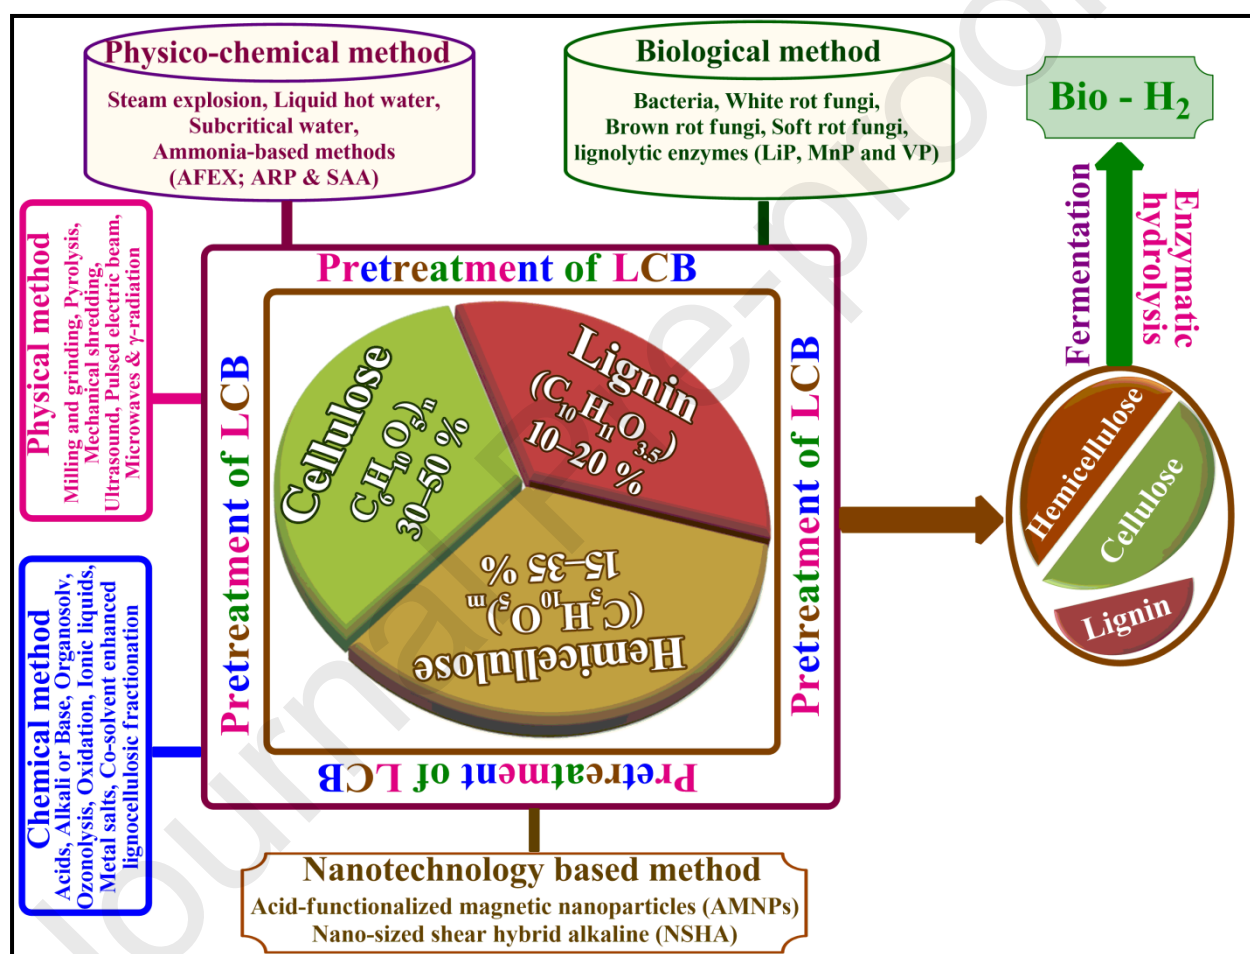 Physico-chemical method
Steam explosion, Liquid hot water,
Subcritical water,
Ammonia-based methods
(AFEX; ARP & SAA)
Biological method
Bacteria, White rot fungi,
Brown rot fungi, Soft rot fungi,
lignolytic enzymes (LiP, MnP and VP)
Bio - H₂
Fermentation
Enzymatic
hydrolysis
Physical method
Milling and grinding, Pyrolysis,
Mechanical shredding,
Ultrasound, Pulsed electric beam,
Microwaves & γ-radiation
Chemical method
Acids, Alkali or Base, Organosolv,
Ozonolysis, Oxidation, Ionic liquids,
Metal salts, Co-solvent enhanced
lignocellulosic fractionation
Pretreatment of LCB
Pretreatment of LCB
Pretreatment of LCB
Pretreatment of LCB
Cellulose
C₆H₁₀O₅)n
30–50 %
Lignin
(C₁₀H₁₁O₃.₅)
10–20 %
Hemicellulose
(C₅H₁₀O₅)m
15–35 %
Hemicellulose
Cellulose
Lignin
Nanotechnology based method
Acid-functionalized magnetic nanoparticles (AMNPs)
Nano-sized shear hybrid alkaline (NSHA)
Journal Pre-proof